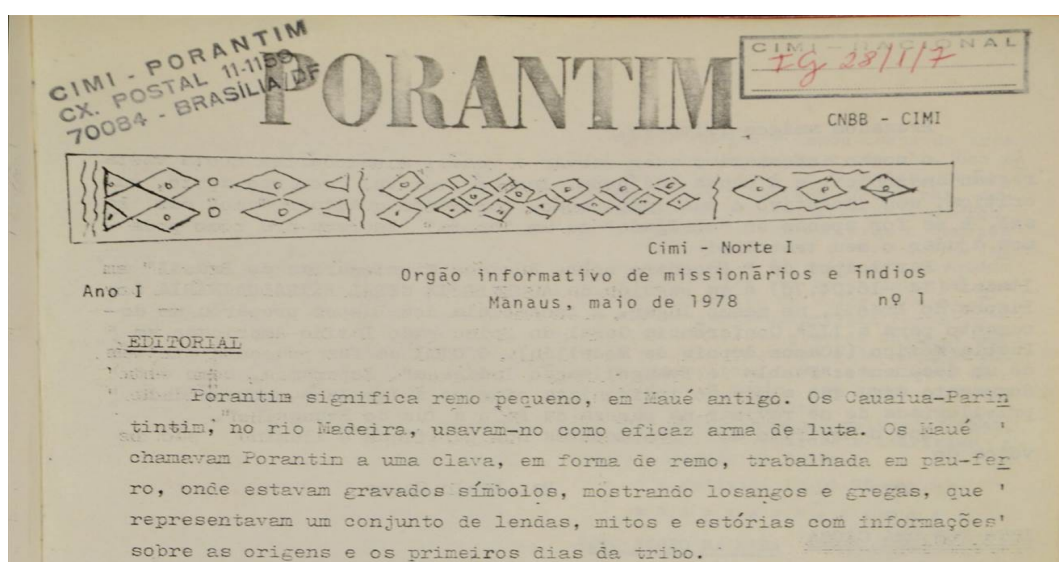 CIMI - PORANTIM
CX. POSTAL 11-1159
70084 - BRASÍLIA/DF
PORANTIM
CIMI - NACIONAL
28/1/7
CNBB - CIMI
Cimi - Norte I
Orgão informativo de missionários e índios
Ano I
Manaus, maio de 1978
nº 1
EDITORIAL
Porantim significa remo pequeno, em Maué antigo. Os Cauaiua-Parin
tintim, no rio Madeira, usavam-no como eficaz arma de luta. Os Maué '
chamavam Porantim a uma clava, em forma de remo, trabalhada em pau-fer
ro, onde estavam gravados símbolos, mostrando losangos e gregas, que '
representavam um conjunto de lendas, mitos e estórias com informações'
sobre as origens e os primeiros dias da tribo.